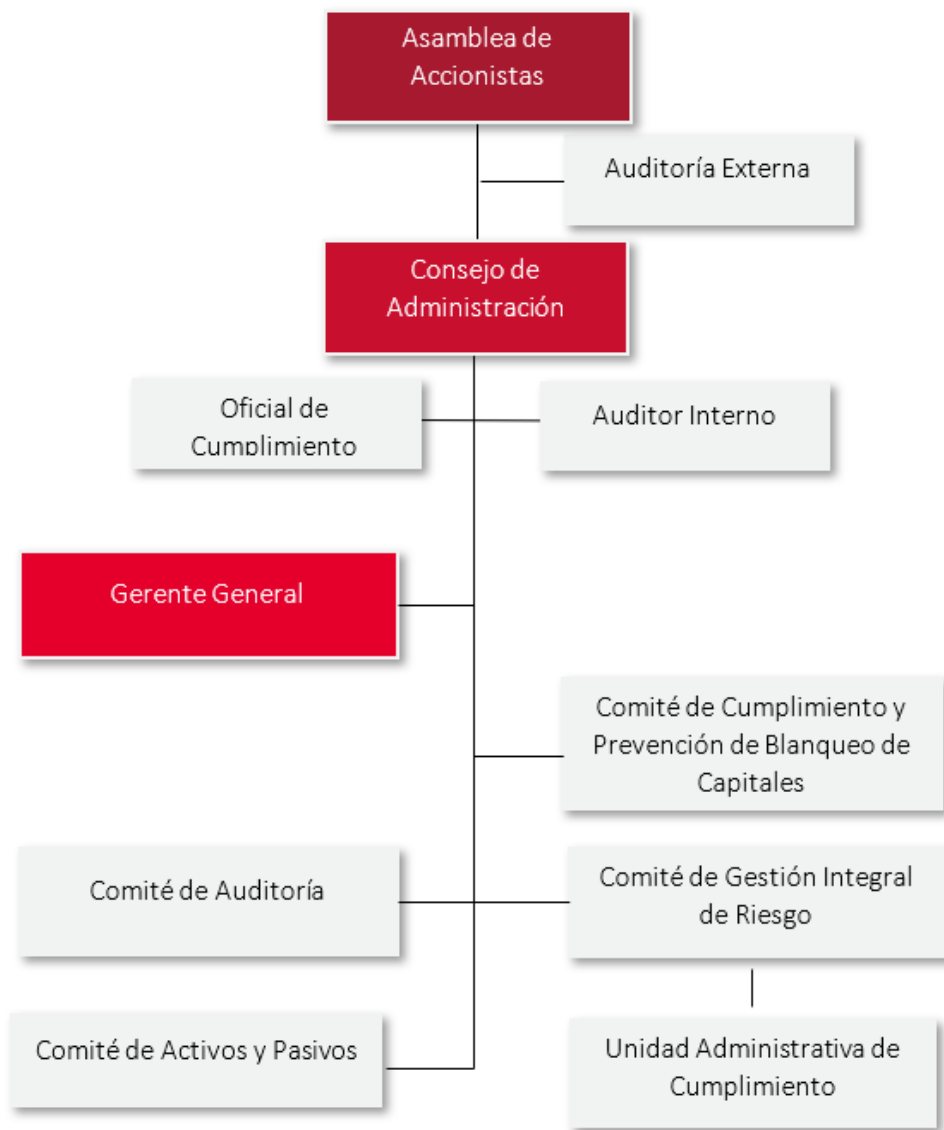 Asamblea de
Accionistas
Auditoría Externa
Consejo de
Administración
Oficial de
Cumplimiento
Auditor Interno
Gerente General
Comité de Cumplimiento y
Prevención de Blanqueo de
Capitales
Comité de Auditoría
Comité de Gestión Integral
de Riesgo
Comité de Activos y Pasivos
Unidad Administrativa de
Cumplimiento